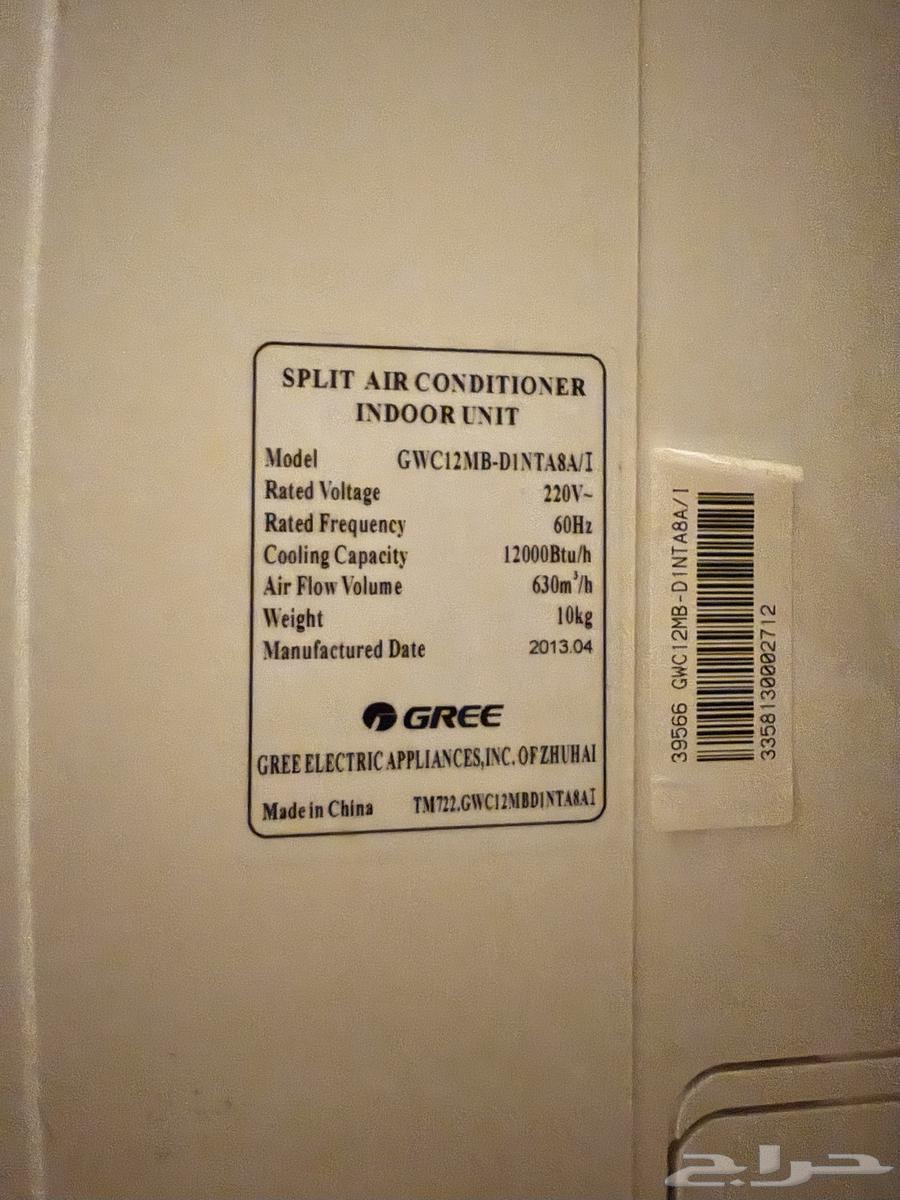 SPLIT AIR CONDITIONER
INDOOR UNIT
Model GWC12MB-D1NTA8A/I
Rated Voltage 220V~
Rated Frequency 60Hz
Cooling Capacity 12000Btu/h
Air Flow Volume 630m³/h
Weight 10kg
Manufactured Date 2013.04
GREE
GREE ELECTRIC APPLIANCES,INC.OF ZHUHAI
Made in China TM722.GWC12MBD1NTA8AI
39566 GWC12MB-D1NTA8A/I
3358130002712
حراج